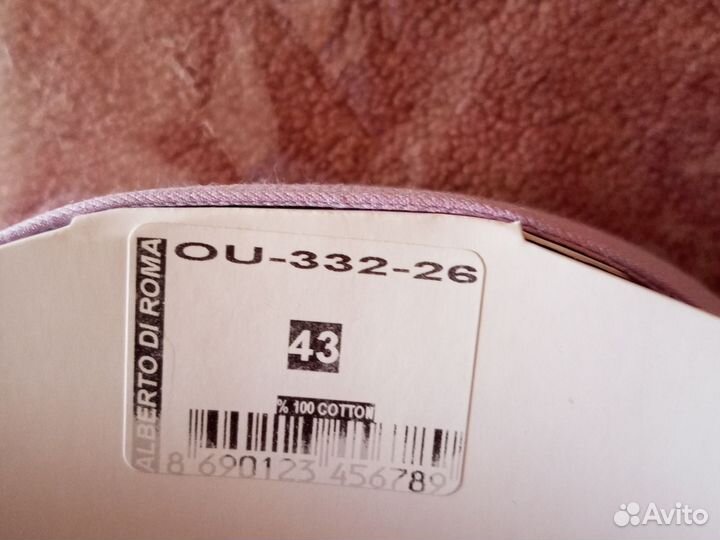 OU-332-26
ALBERTO DI ROMA
43
% 100 COTTON
8 690123 456789
Avito